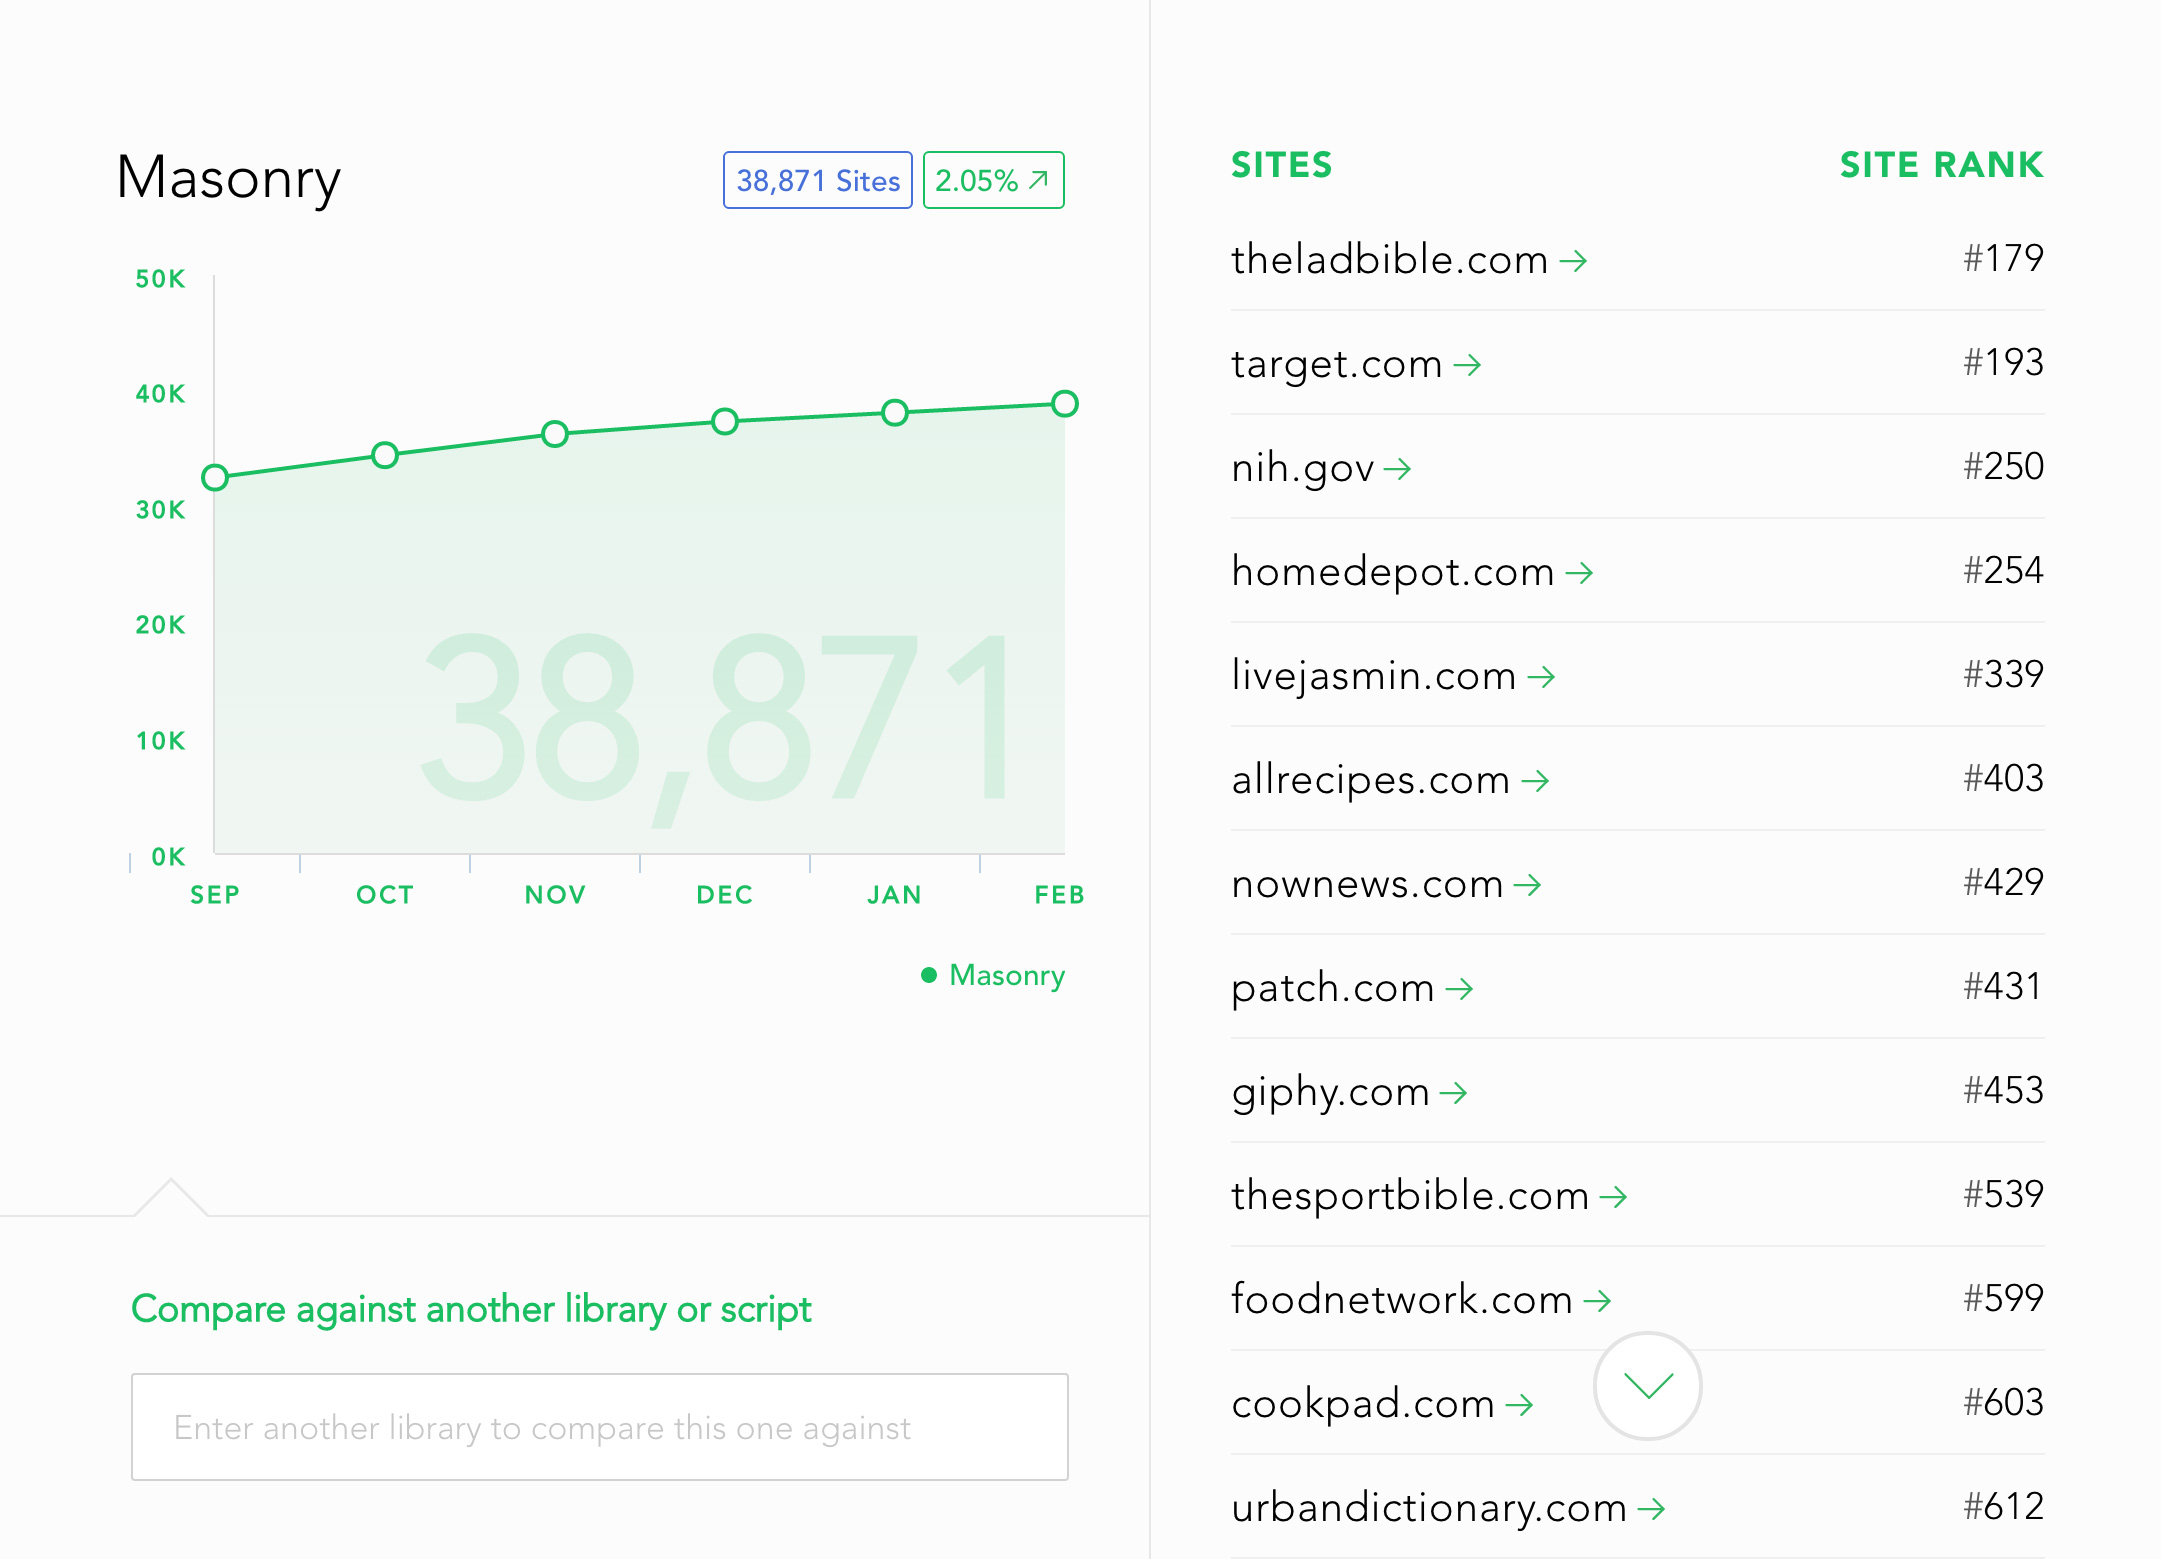 Masonry
38,871 Sites
2.05%
50K
40K
30K
20K
10K
0K
38,871
SEP OCT NOV DEC JAN FEB
Masonry
Compare against another library or script
Enter another library to compare this one against
SITES SITE RANK
theladbible.com #179
target.com #193
nih.gov #250
homedepot.com #254
livejasmin.com #339
allrecipes.com #403
nownews.com #429
patch.com #431
giphy.com #453
thesportbible.com #539
foodnetwork.com #599
cookpad.com #603
urbandictionary.com #612